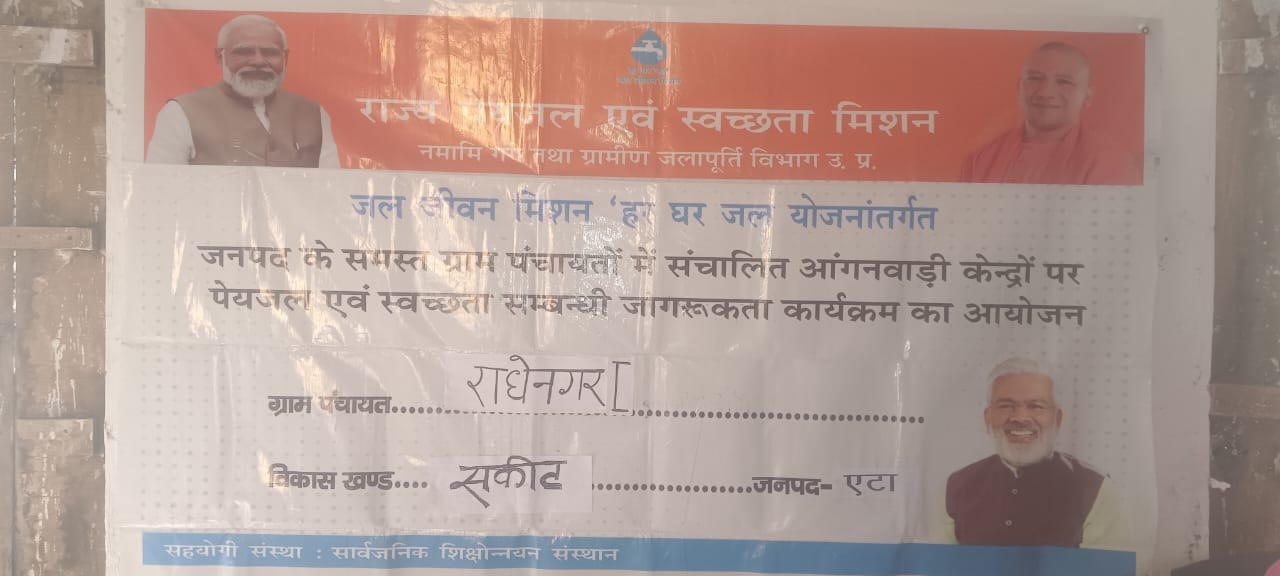 राज्य पेयजल एवं स्वच्छता मिशन
नमामि गंगे तथा ग्रामीण जलापूर्ति विभाग उ. प्र.
जल जीवन मिशन ‘हर घर जल योजनांतर्गत
जनपद के समस्त ग्राम पंचायतों में संचालित आंगनवाड़ी केन्द्रों पर
पेयजल एवं स्वच्छता सम्बन्धी जागरूकता कार्यक्रम का आयोजन
ग्राम पंचायत...... राधेनगर I ....................................
विकास खण्ड.... सकीट ....................जनपद- एटा
सहयोगी संस्था : सार्वजनिक शिक्षोन्नयन संस्थान